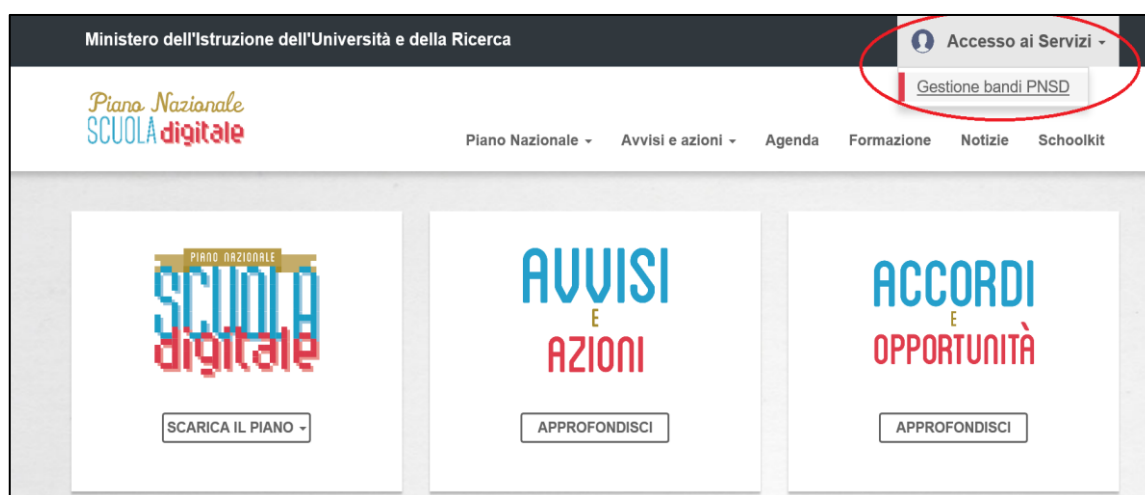 Ministero dell'Istruzione dell'Università e della Ricerca
Accesso ai Servizi
Gestione bandi PNSD
Piano Nazionale
SCUOLA digitale
Piano Nazionale
Avvisi e azioni
Agenda
Formazione
Notizie
Schoolkit
PIANO NAZIONALE
SCUOLA
digitale
SCARICA IL PIANO
AVVISI
E
AZIONI
APPROFONDISCI
ACCORDI
E
OPPORTUNITÀ
APPROFONDISCI